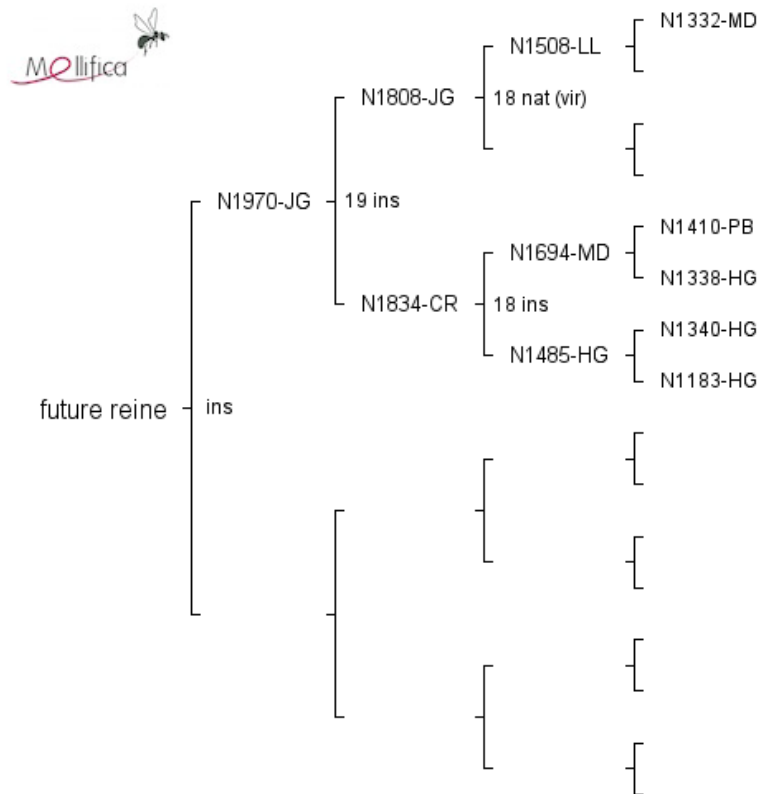 Mellifica
N1332-MD
N1508-LL
N1808-JG
18 nat (vir)
N1970-JG
19 ins
N1410-PB
N1694-MD
N1338-HG
N1834-CR
18 ins
N1340-HG
N1485-HG
N1183-HG
future reine
ins